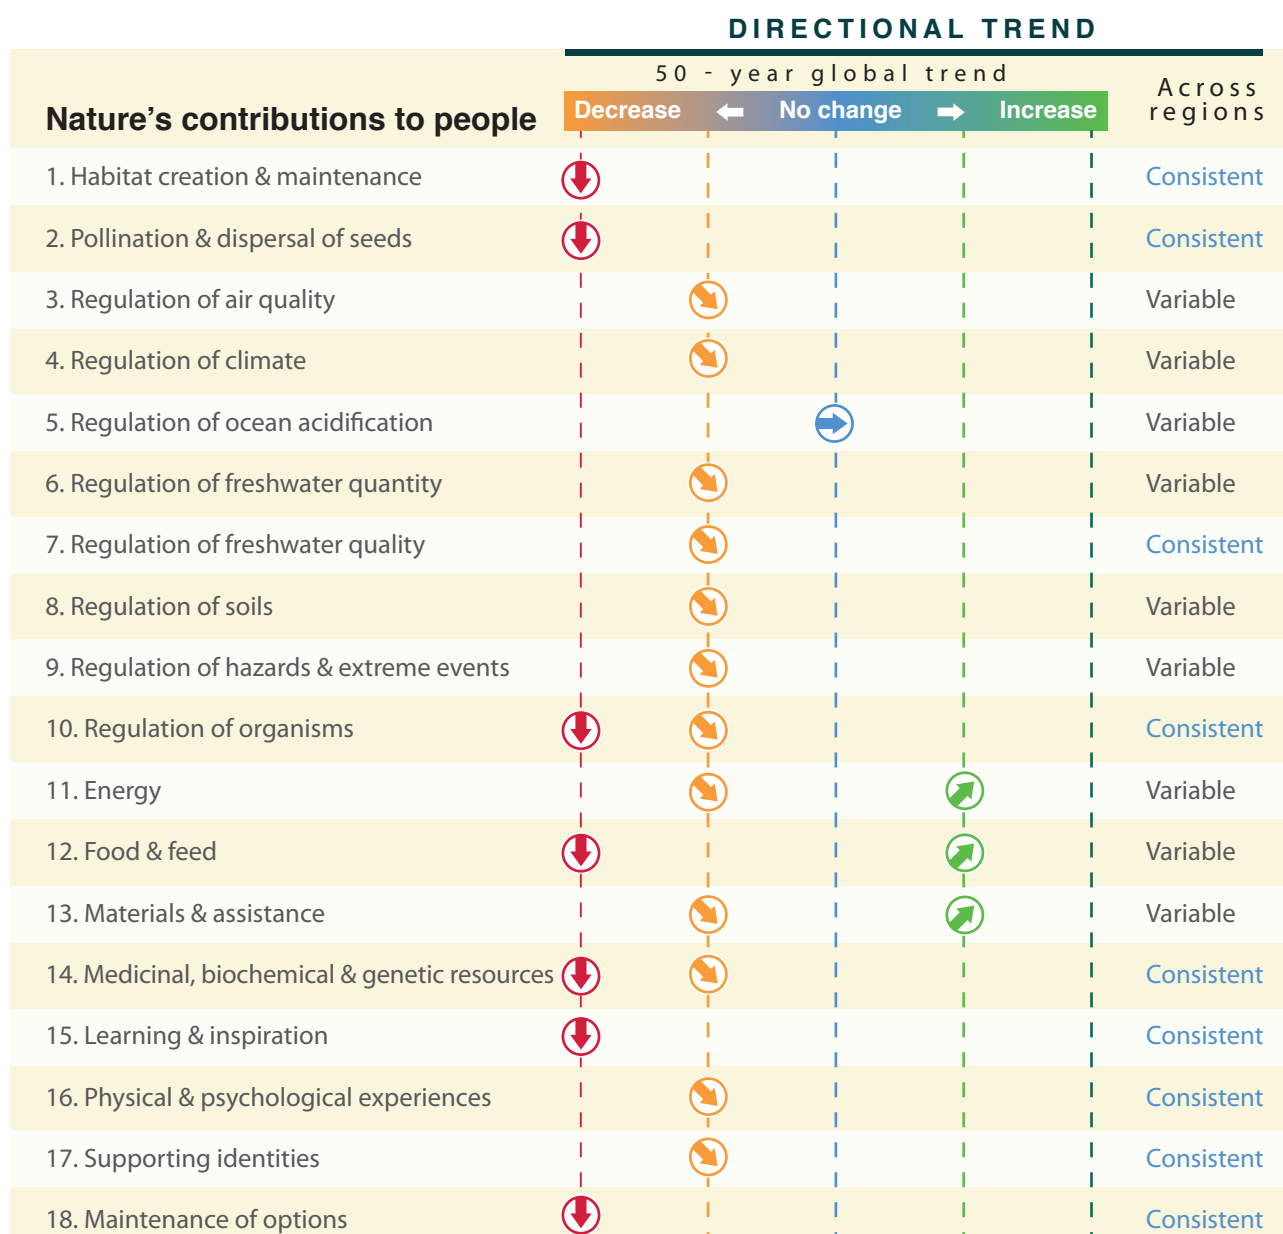 DIRECTIONAL TREND
50 - year global trend
Across
regions
Nature’s contributions to people
Decrease No change Increase
1. Habitat creation & maintenance Consistent
2. Pollination & dispersal of seeds Consistent
3. Regulation of air quality Variable
4. Regulation of climate Variable
5. Regulation of ocean acidification Variable
6. Regulation of freshwater quantity Variable
7. Regulation of freshwater quality Consistent
8. Regulation of soils Variable
9. Regulation of hazards & extreme events Variable
10. Regulation of organisms Consistent
11. Energy Variable
12. Food & feed Variable
13. Materials & assistance Variable
14. Medicinal, biochemical & genetic resources Consistent
15. Learning & inspiration Consistent
16. Physical & psychological experiences Consistent
17. Supporting identities Consistent
18. Maintenance of options Consistent